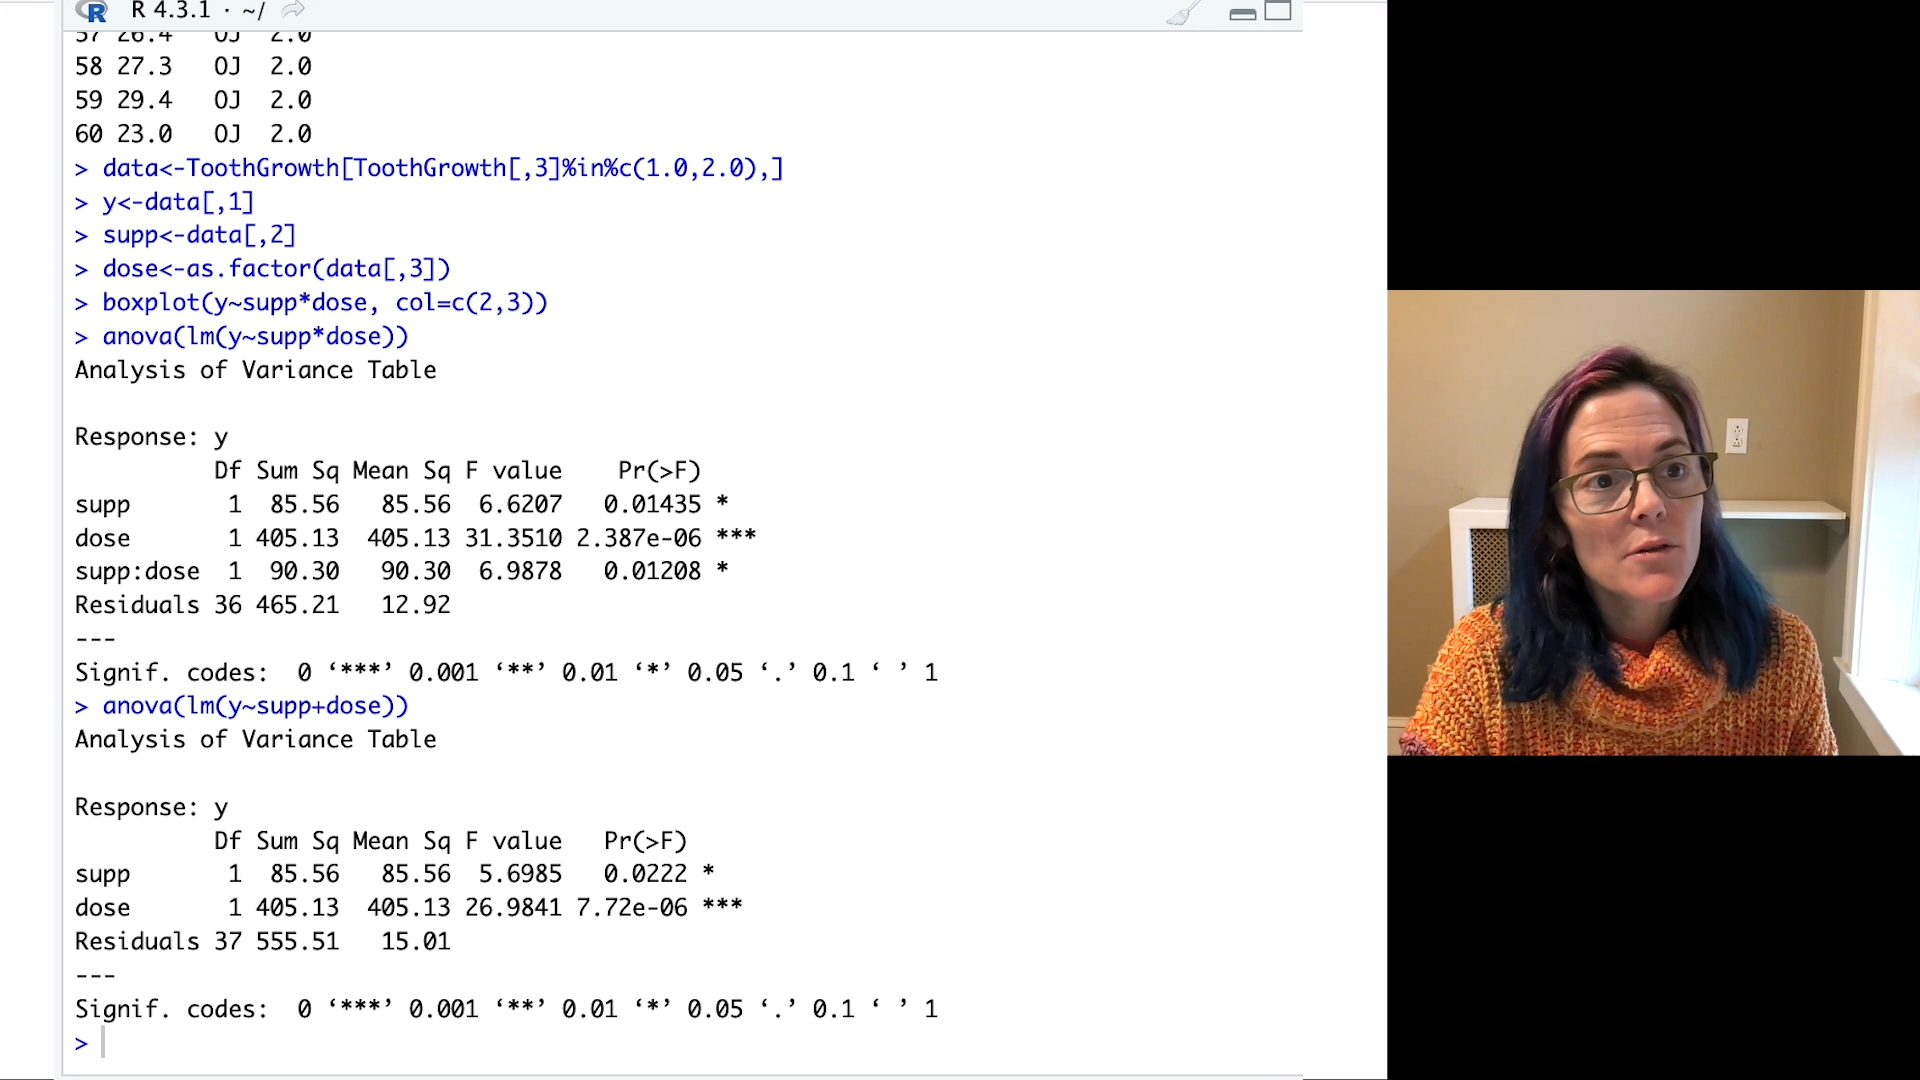 R 4.3.1 · ~/
57 26.4 OJ 2.0
58 27.3 OJ 2.0
59 29.4 OJ 2.0
60 23.0 OJ 2.0
> data<-ToothGrowth[ToothGrowth[,3]%in%c(1.0,2.0),]
> y<-data[,1]
> supp<-data[,2]
> dose<-as.factor(data[,3])
> boxplot(y~supp*dose, col=c(2,3))
> anova(lm(y~supp*dose))
Analysis of Variance Table
Response: y
Df Sum Sq Mean Sq F value Pr(>F)
supp 1 85.56 85.56 6.6207 0.01435 *
dose 1 405.13 405.13 31.3510 2.387e-06 ***
supp:dose 1 90.30 90.30 6.9878 0.01208 *
Residuals 36 465.21 12.92
---
Signif. codes: 0 ‘***’ 0.001 ‘**’ 0.01 ‘*’ 0.05 ‘.’ 0.1 ‘ ’ 1
> anova(lm(y~supp+dose))
Analysis of Variance Table
Response: y
Df Sum Sq Mean Sq F value Pr(>F)
supp 1 85.56 85.56 5.6985 0.0222 *
dose 1 405.13 405.13 26.9841 7.72e-06 ***
Residuals 37 555.51 15.01
---
Signif. codes: 0 ‘***’ 0.001 ‘**’ 0.01 ‘*’ 0.05 ‘.’ 0.1 ‘ ’ 1
>